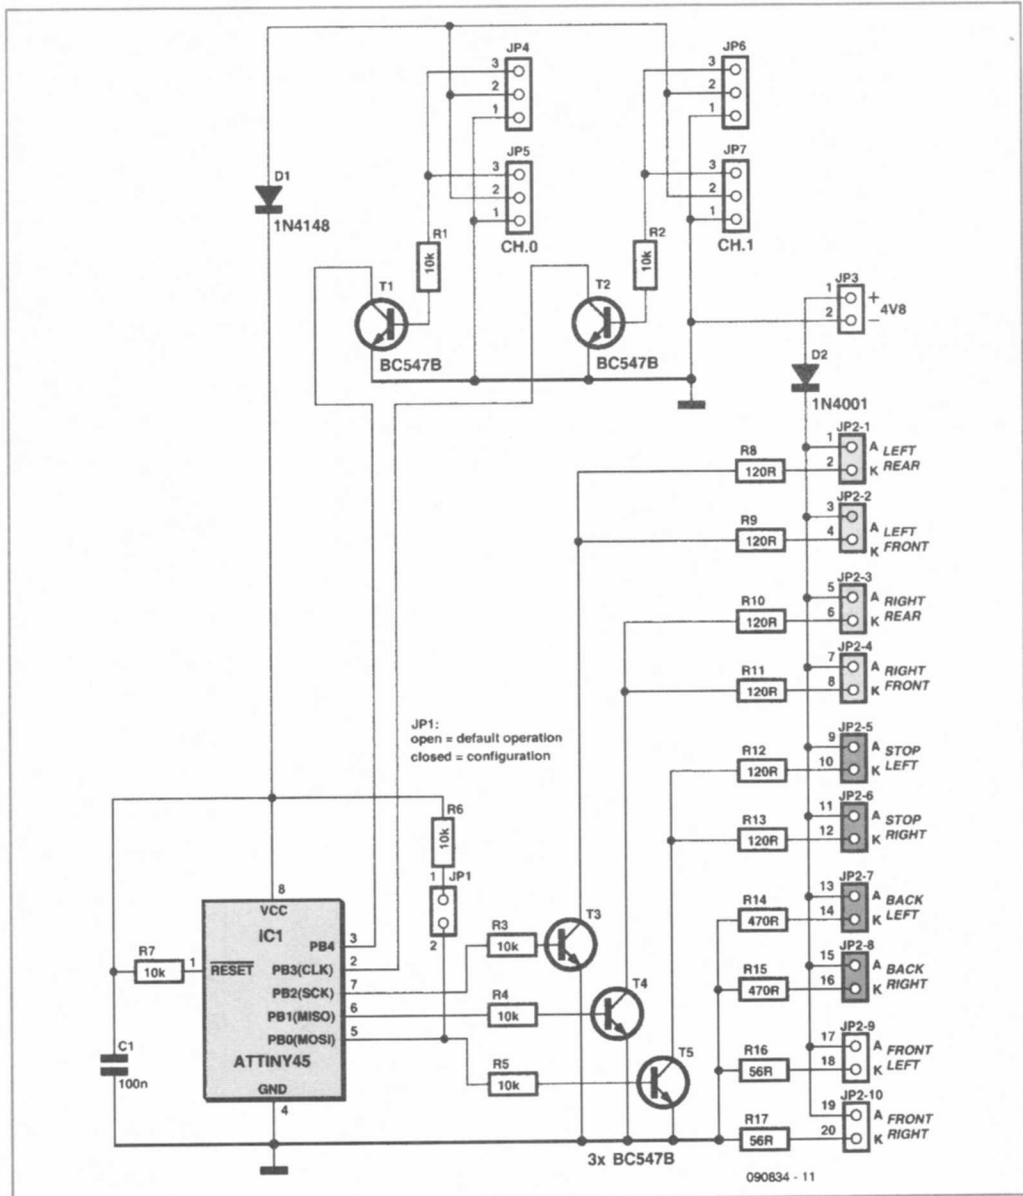 JP4
3
2
1
JP6
3
2
1
JP5
3
2
1
CH.0
JP7
3
2
1
CH.1
D1
1N4148
R1
10k
R2
10k
T1
BC547B
T2
BC547B
JP3
1 +
2 –
4V8
D2
1N4001
JP2-1
1 A LEFT
2 K REAR
R8
120R
JP2-2
3 A LEFT
4 K FRONT
R9
120R
JP2-3
5 A RIGHT
6 K REAR
R10
120R
JP2-4
7 A RIGHT
8 K FRONT
R11
120R
JP1:
open = default operation
closed = configuration
JP2-5
9 A STOP
10 K LEFT
R12
120R
JP2-6
11 A STOP
12 K RIGHT
R13
120R
R6
10k
1 JP1
2
JP2-7
13 A BACK
14 K LEFT
R14
470R
JP2-8
15 A BACK
16 K RIGHT
R15
470R
JP2-9
17 A FRONT
18 K LEFT
R16
56R
JP2-10
19 A FRONT
20 K RIGHT
R17
56R
R7
10k
C1
100n
8
VCC
IC1
1 RESET
PB4 3
PB3(CLK) 2
PB2(SCK) 7
PB1(MISO) 6
PB0(MOSI) 5
ATTINY45
GND
4
R3
10k
R4
10k
R5
10k
T3
T4
T5
3x BC547B
090834 - 11